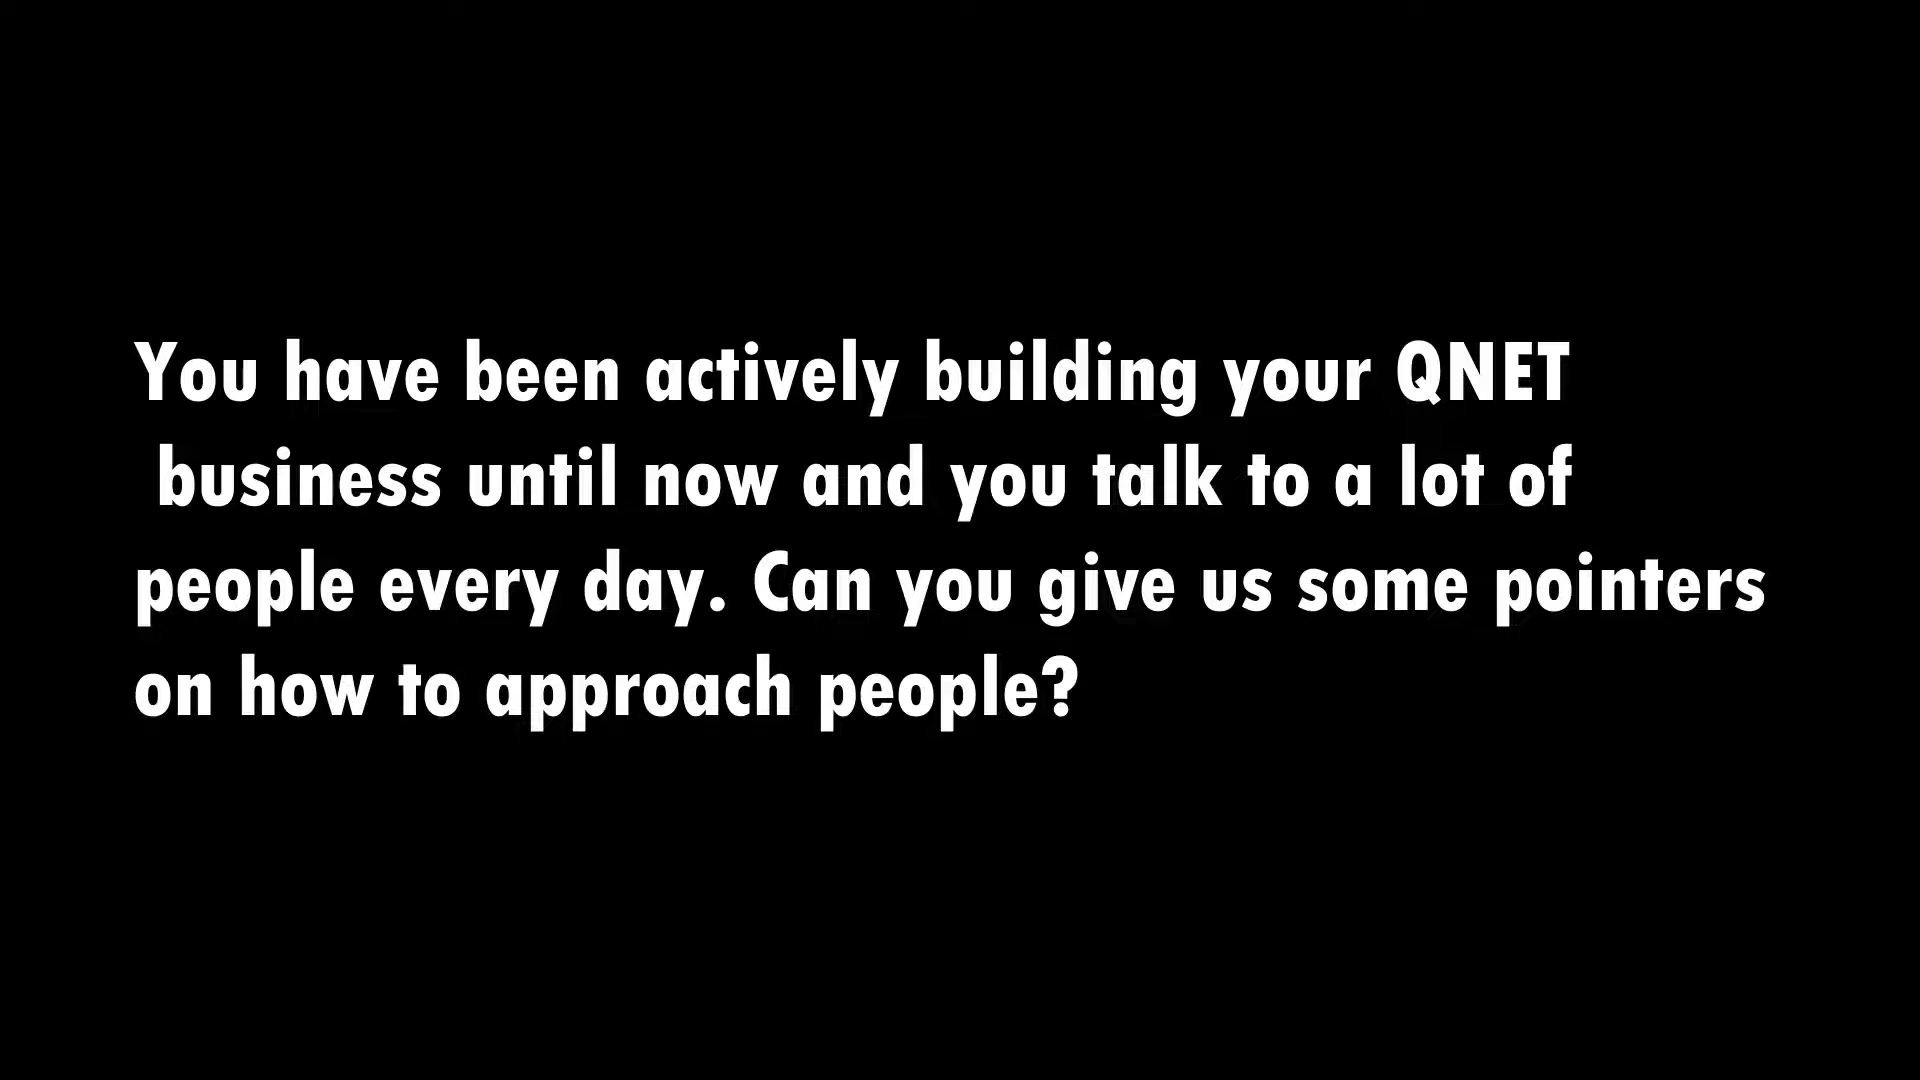 You have been actively building your QNET
business until now and you talk to a lot of
people every day. Can you give us some pointers
on how to approach people?